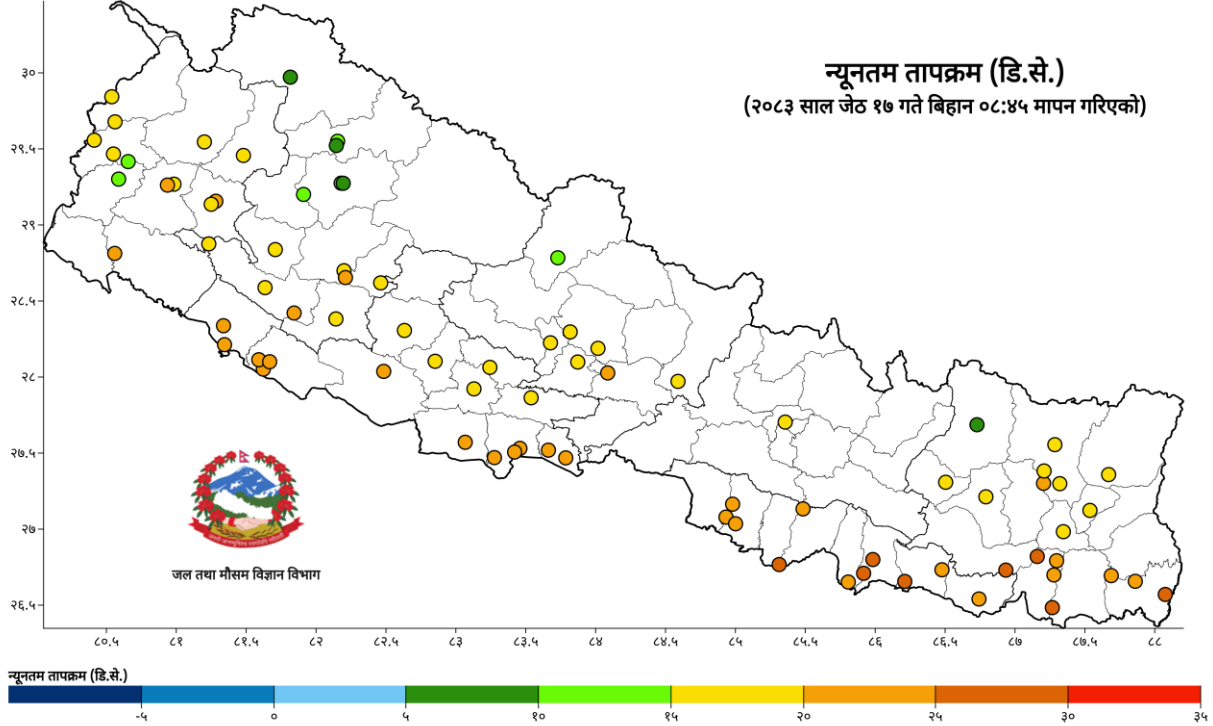 न्यूनतम तापक्रम (डि.से.)
(२०८३ साल जेठ १७ गते बिहान ०८:४५ मापन गरिएको)
३०
२९.५
२९
२८.५
२८
२७.५
२७
२६.५
जल तथा मौसम विज्ञान विभाग
८०.५ ८१ ८१.५ ८२ ८२.५ ८३ ८३.५ ८४ ८४.५ ८५ ८५.५ ८६ ८६.५ ८७ ८७.५ ८८
न्यूनतम तापक्रम (डि.से.)
-५ ० ५ १० १५ २० २५ ३० ३५